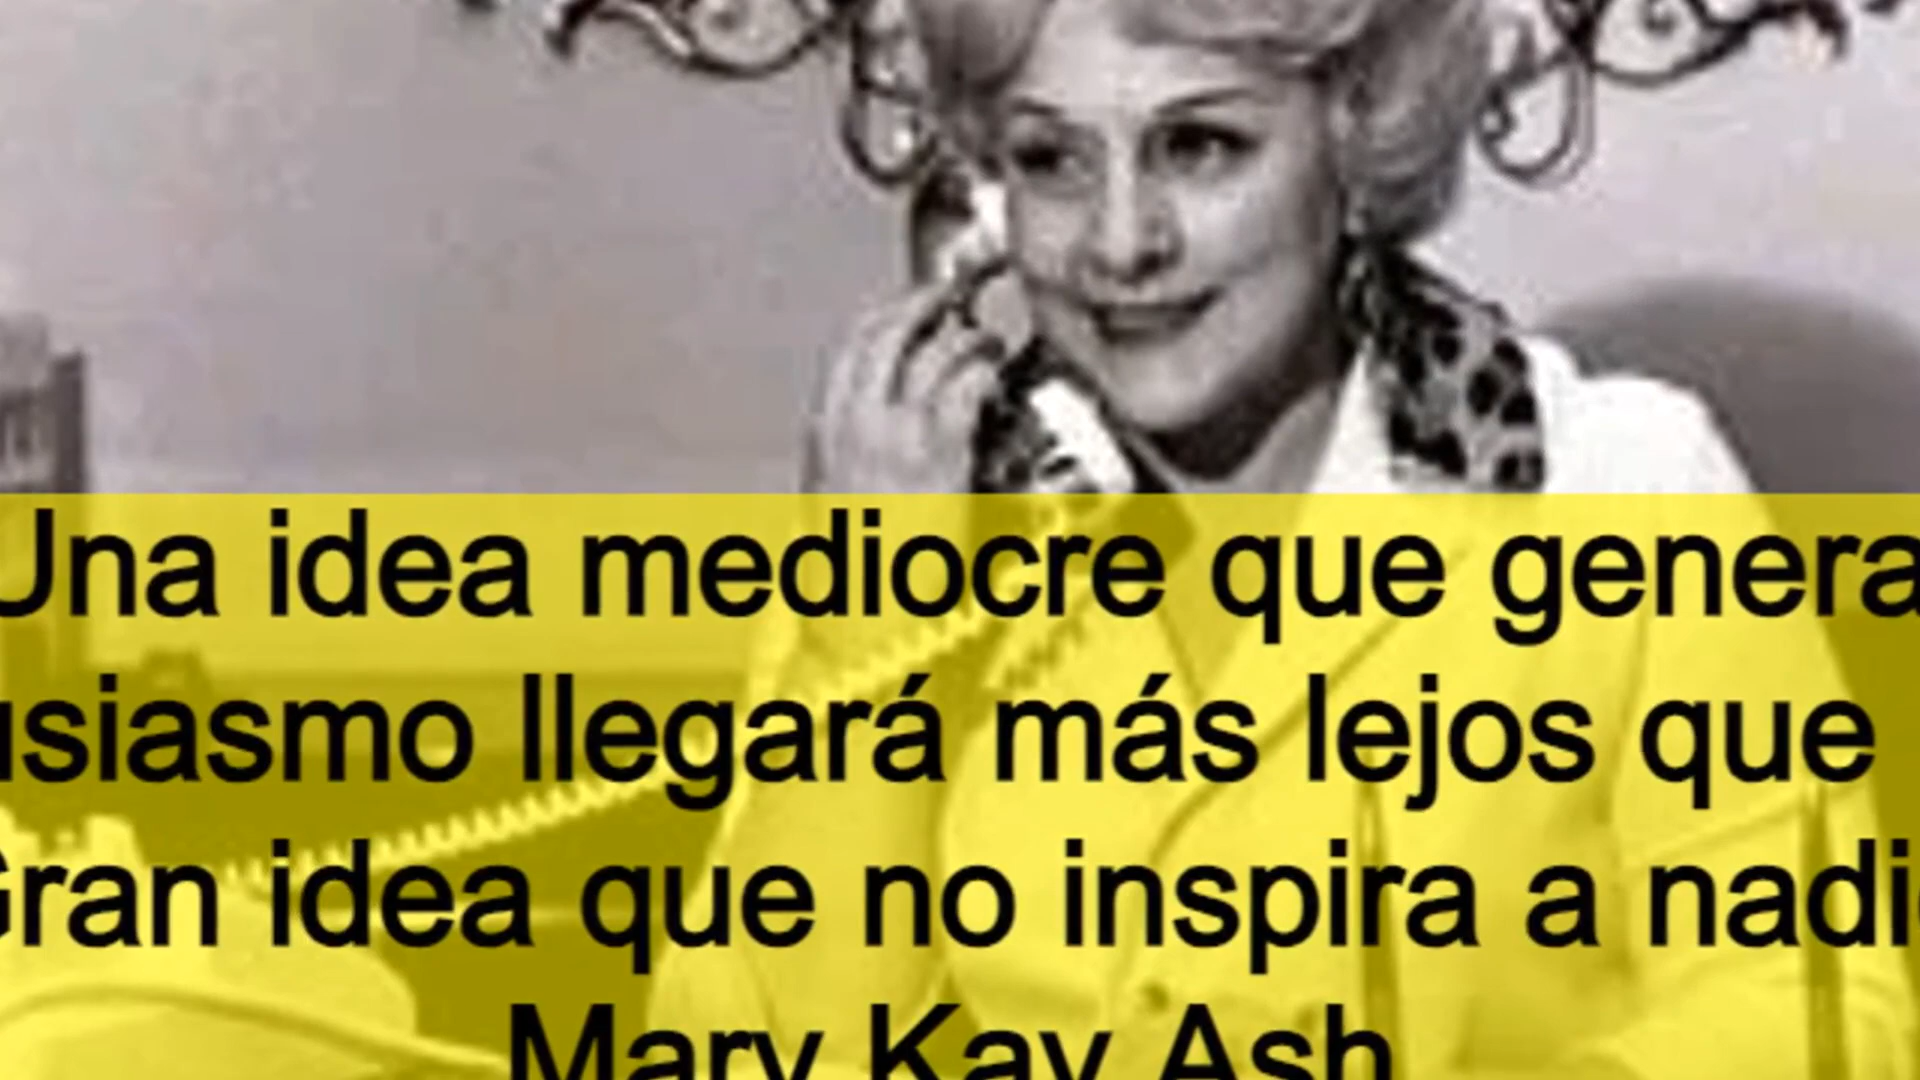 Una idea mediocre que genera
usiasmo llegará más lejos que
Gran idea que no inspira a nadi
Mary Kay Ash